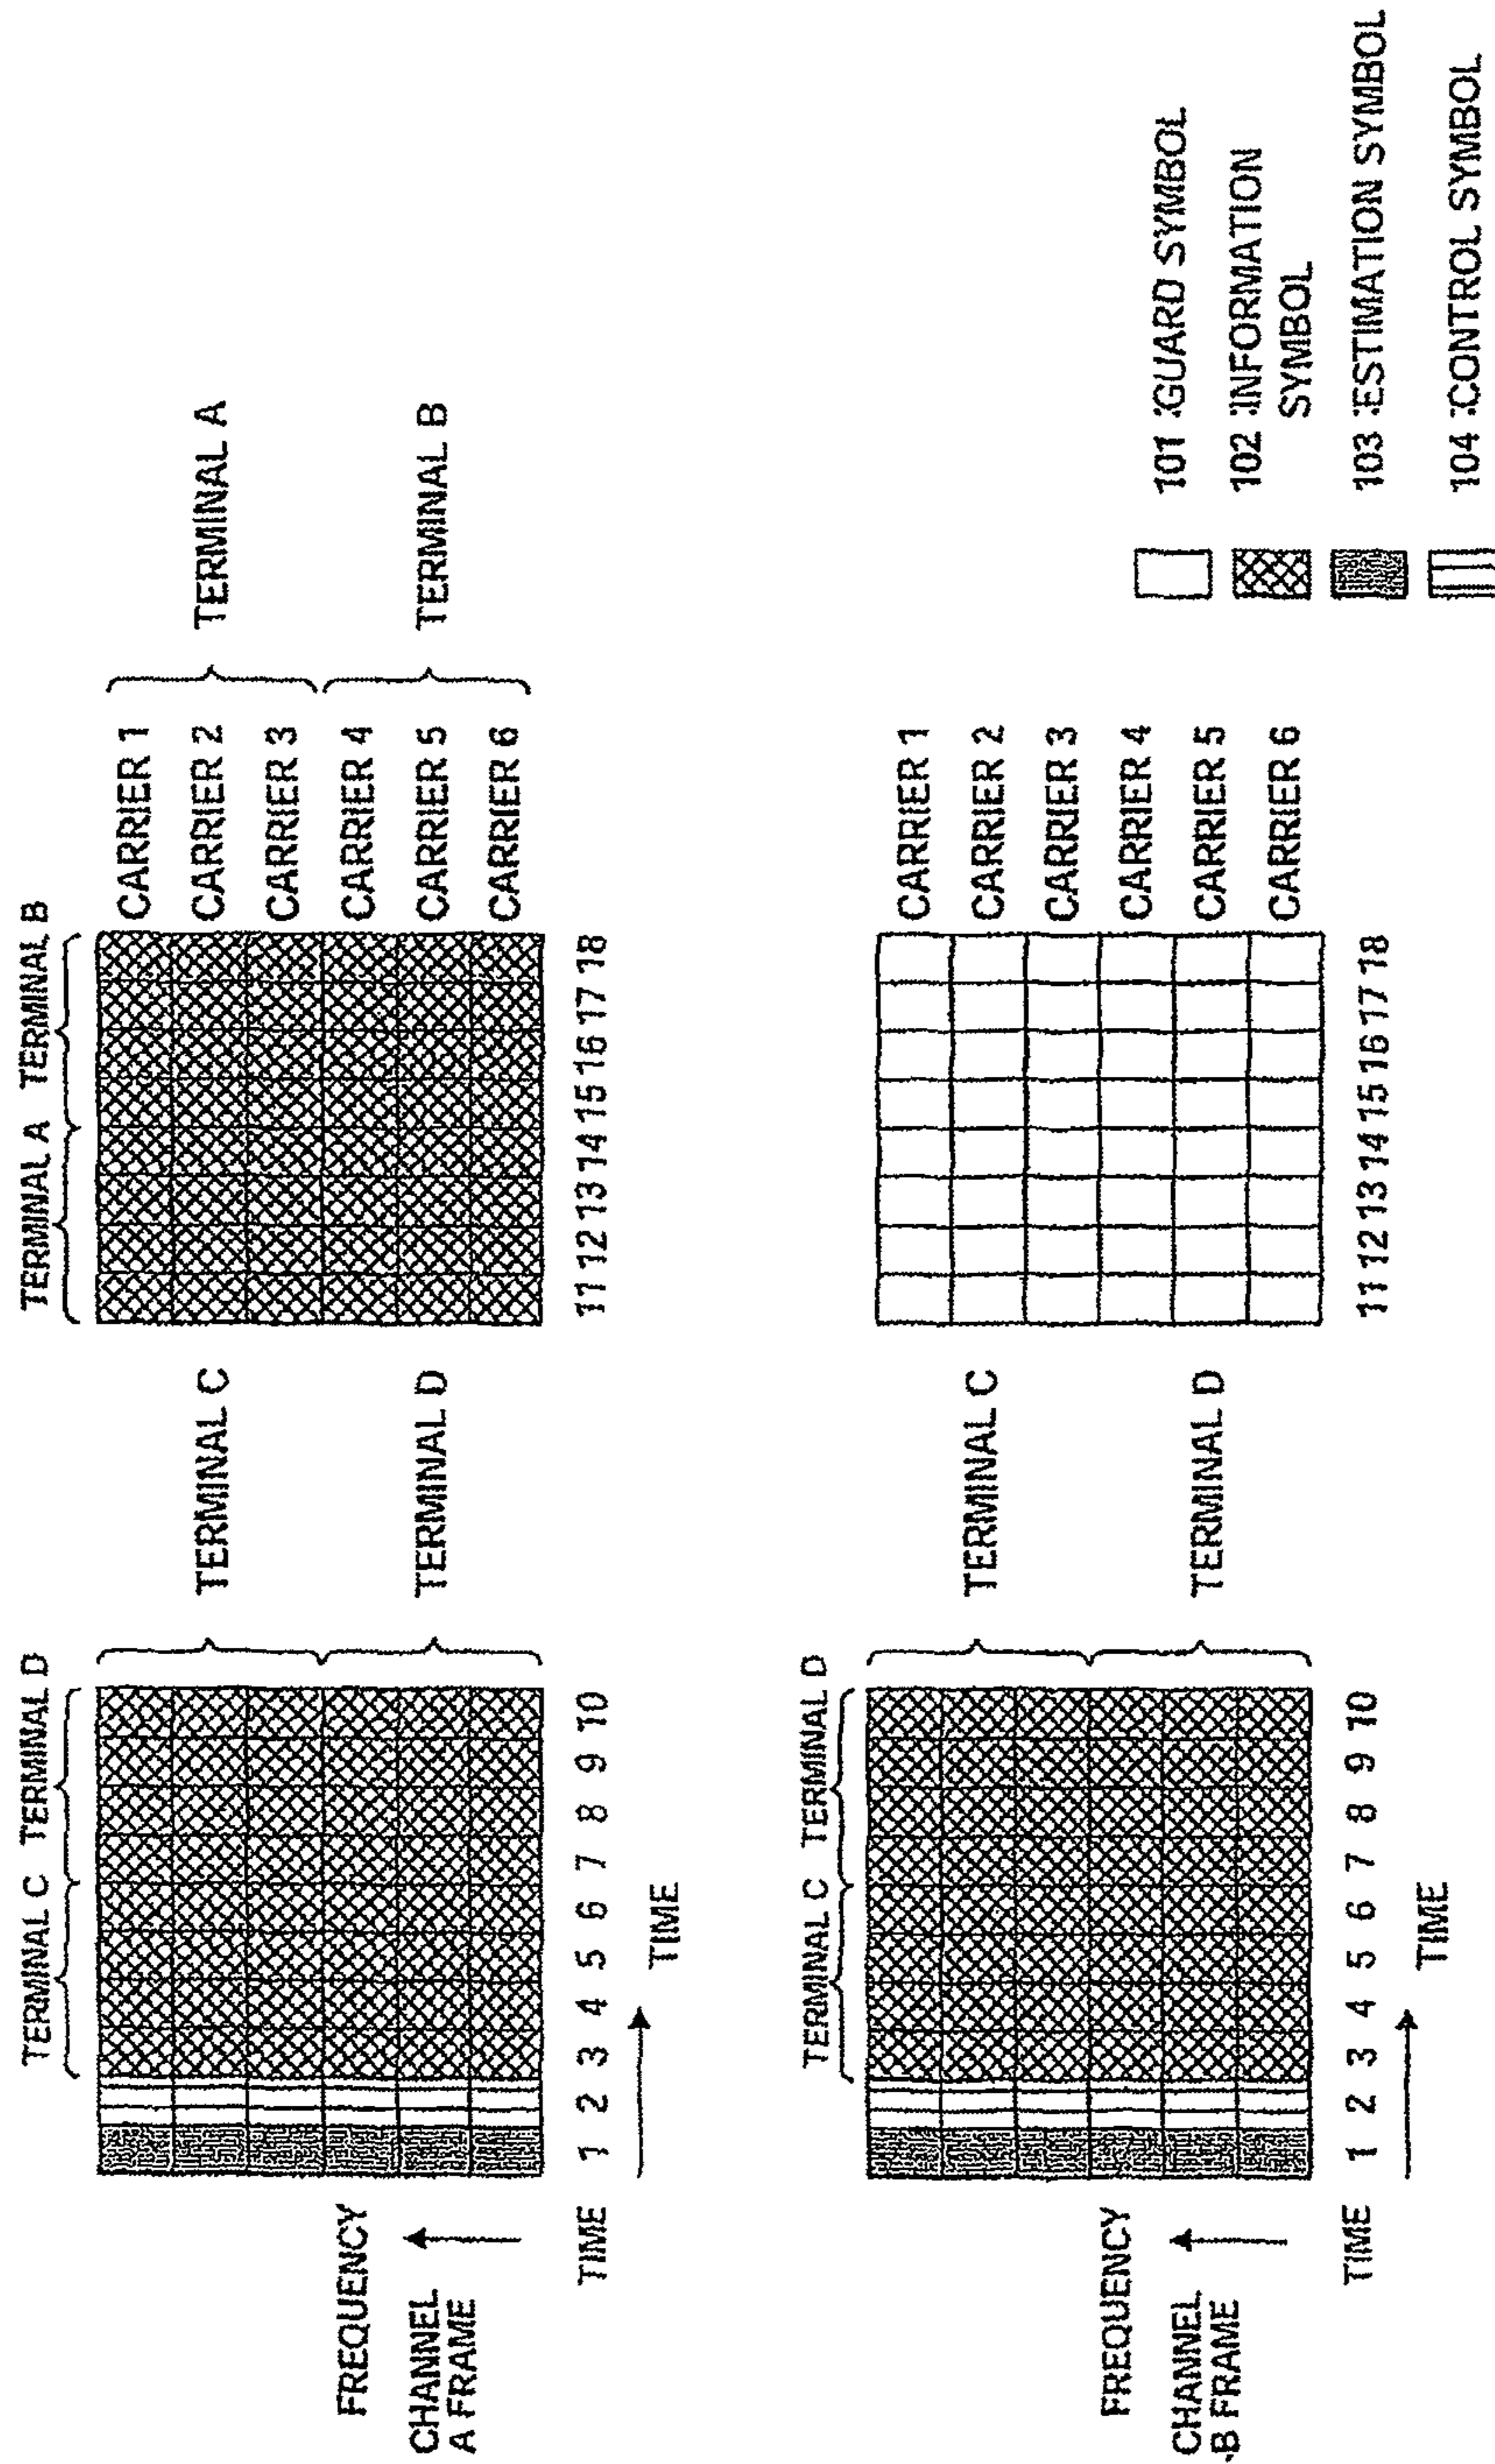 TERMINAL C TERMINAL D
TERMINAL A TERMINAL B
CARRIER 1
CARRIER 2
CARRIER 3
CARRIER 4
CARRIER 5
CARRIER 6
TERMINAL C
TERMINAL D
TERMINAL A
TERMINAL B
FREQUENCY
CHANNEL
A FRAME
TIME 1 2 3 4 5 6 7 8 9 10
11 12 13 14 15 16 17 18
TIME
TERMINAL C TERMINAL D
CARRIER 1
CARRIER 2
CARRIER 3
CARRIER 4
CARRIER 5
CARRIER 6
TERMINAL C
TERMINAL D
FREQUENCY
CHANNEL
B FRAME
TIME 1 2 3 4 5 6 7 8 9 10
11 12 13 14 15 16 17 18
TIME
101 :GUARD SYMBOL
102 :INFORMATION
SYMBOL
103 :ESTIMATION SYMBOL
104 :CONTROL SYMBOL